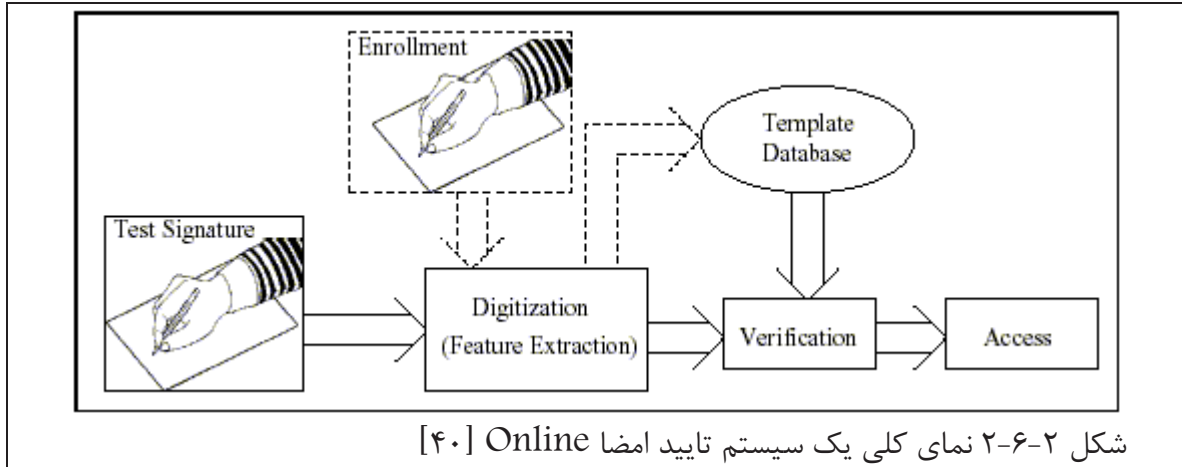 Enrollment
Template
Database
Test Signature
Digitization
(Feature Extraction)
Verification
Access
شکل ۲-۶-۲ نمای کلی یک سیستم تایید امضا Online [۴۰]